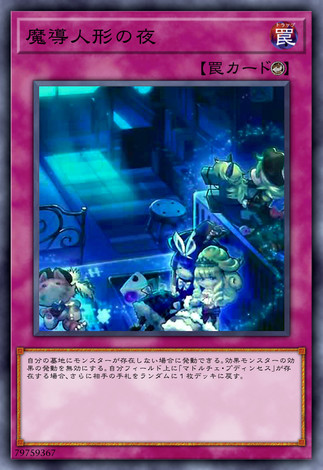 魔導人形の夜
トラップ
罠
【罠カード】
自分の墓地にモンスターが存在しない場合に発動できる。効果モンスターの効
果の発動を無効にする。自分フィールド上に「マドルチェ・プディンセス」が存
在する場合、さらに相手の手札をランダムに１枚デッキに戻す。
79759367